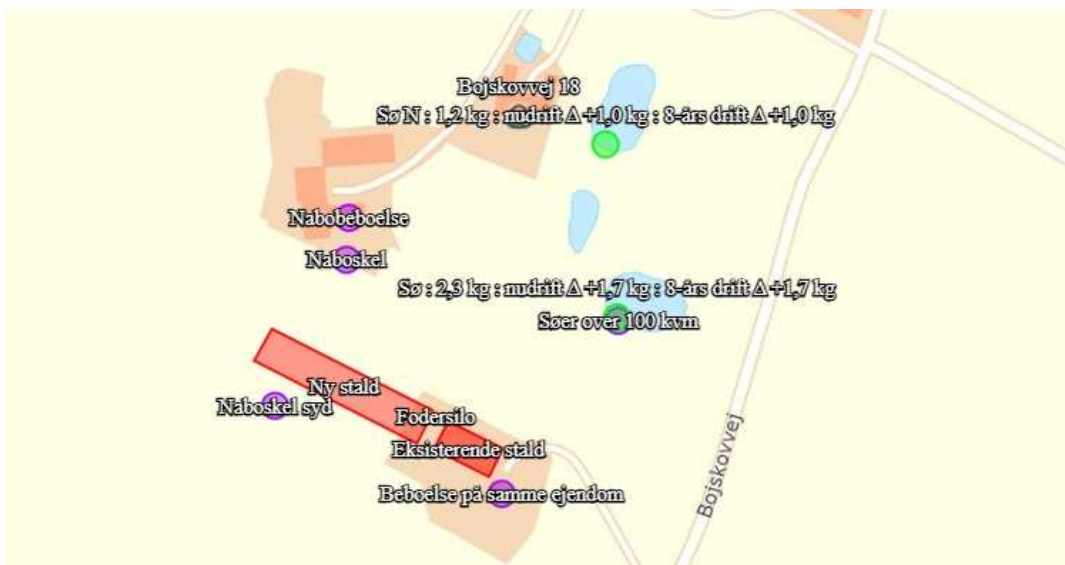 Bojskovvej 18
Sø N : 1,2 kg : nudrift Δ +1,0 kg : 8-års drift Δ +1,0 kg
Nabobeboelse
Naboskel
Sø : 2,3 kg : nudrift Δ +1,7 kg : 8-års drift Δ +1,7 kg
Søer over 100 kvm
Ny stald
Naboskel syd
Fodersilo
Eksisterende stald
Beboelse på samme ejendom
Bojskovvej